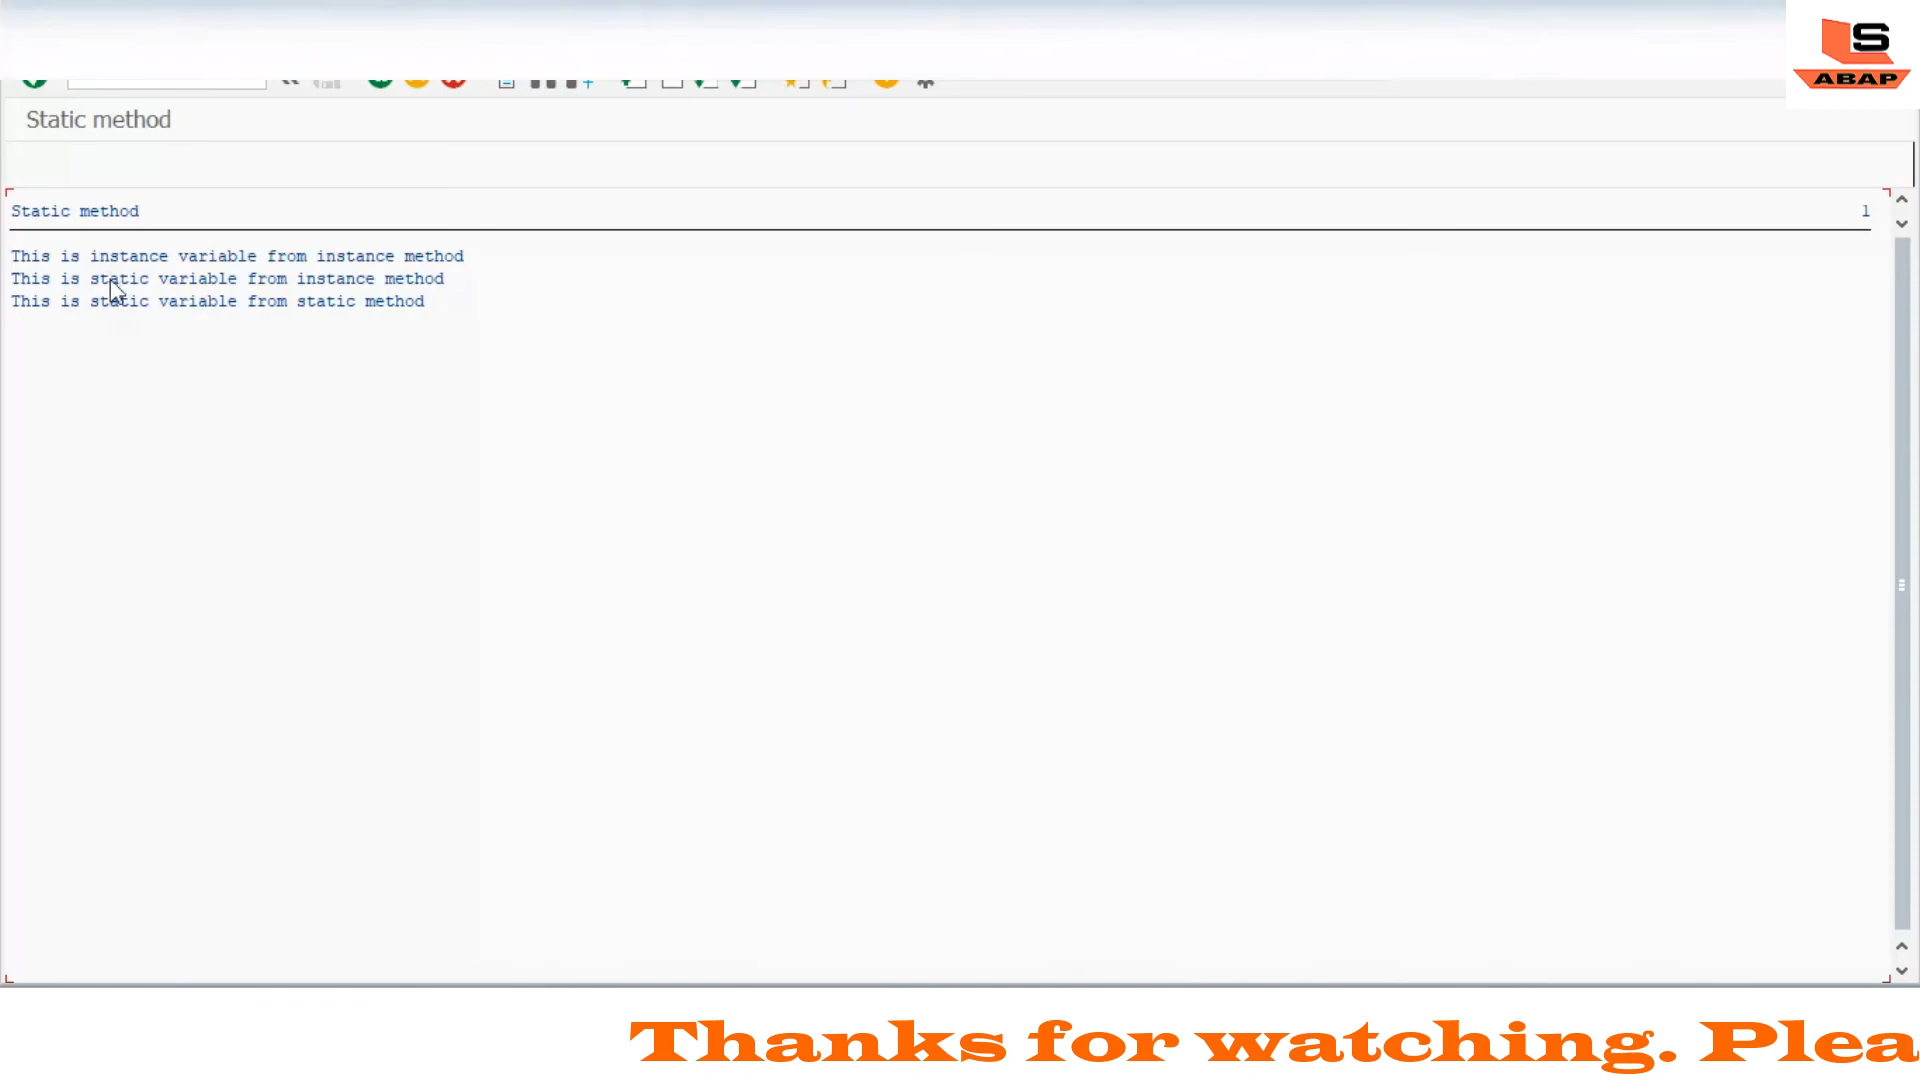 S
ABAP
Static method
Static method 1
This is instance variable from instance method
This is static variable from instance method
This is static variable from static method
Thanks for watching. Plea